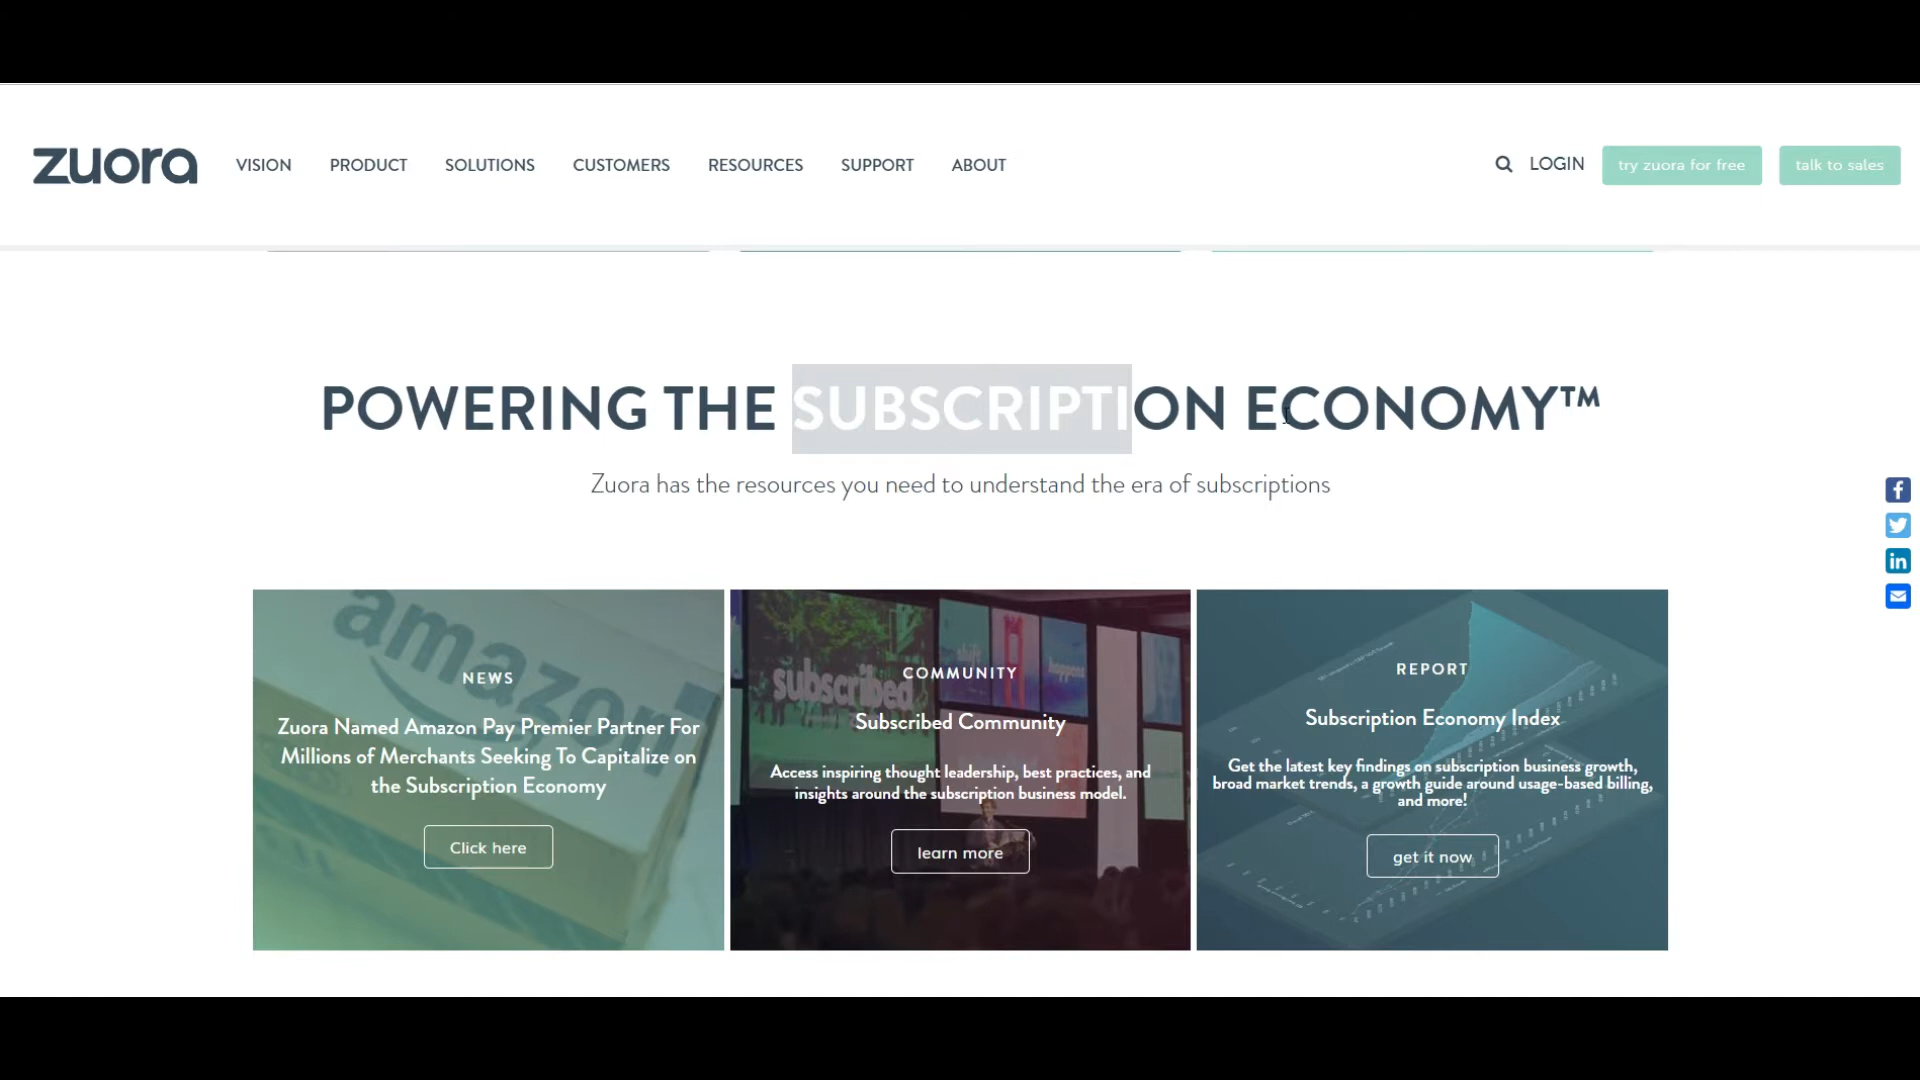 zuora
VISION
PRODUCT
SOLUTIONS
CUSTOMERS
RESOURCES
SUPPORT
ABOUT
LOGIN
try zuora for free
talk to sales
POWERING THE SUBSCRIPTION ECONOMY™
Zuora has the resources you need to understand the era of subscriptions
amazon
NEWS
Zuora Named Amazon Pay Premier Partner For
Millions of Merchants Seeking To Capitalize on
the Subscription Economy
Click here
subscribed
shift
happens
COMMUNITY
Subscribed Community
Access inspiring thought leadership, best practices, and
insights around the subscription business model.
learn more
REPORT
Subscription Economy Index
Get the latest key findings on subscription business growth,
broad market trends, a growth guide around usage-based billing,
and more!
get it now